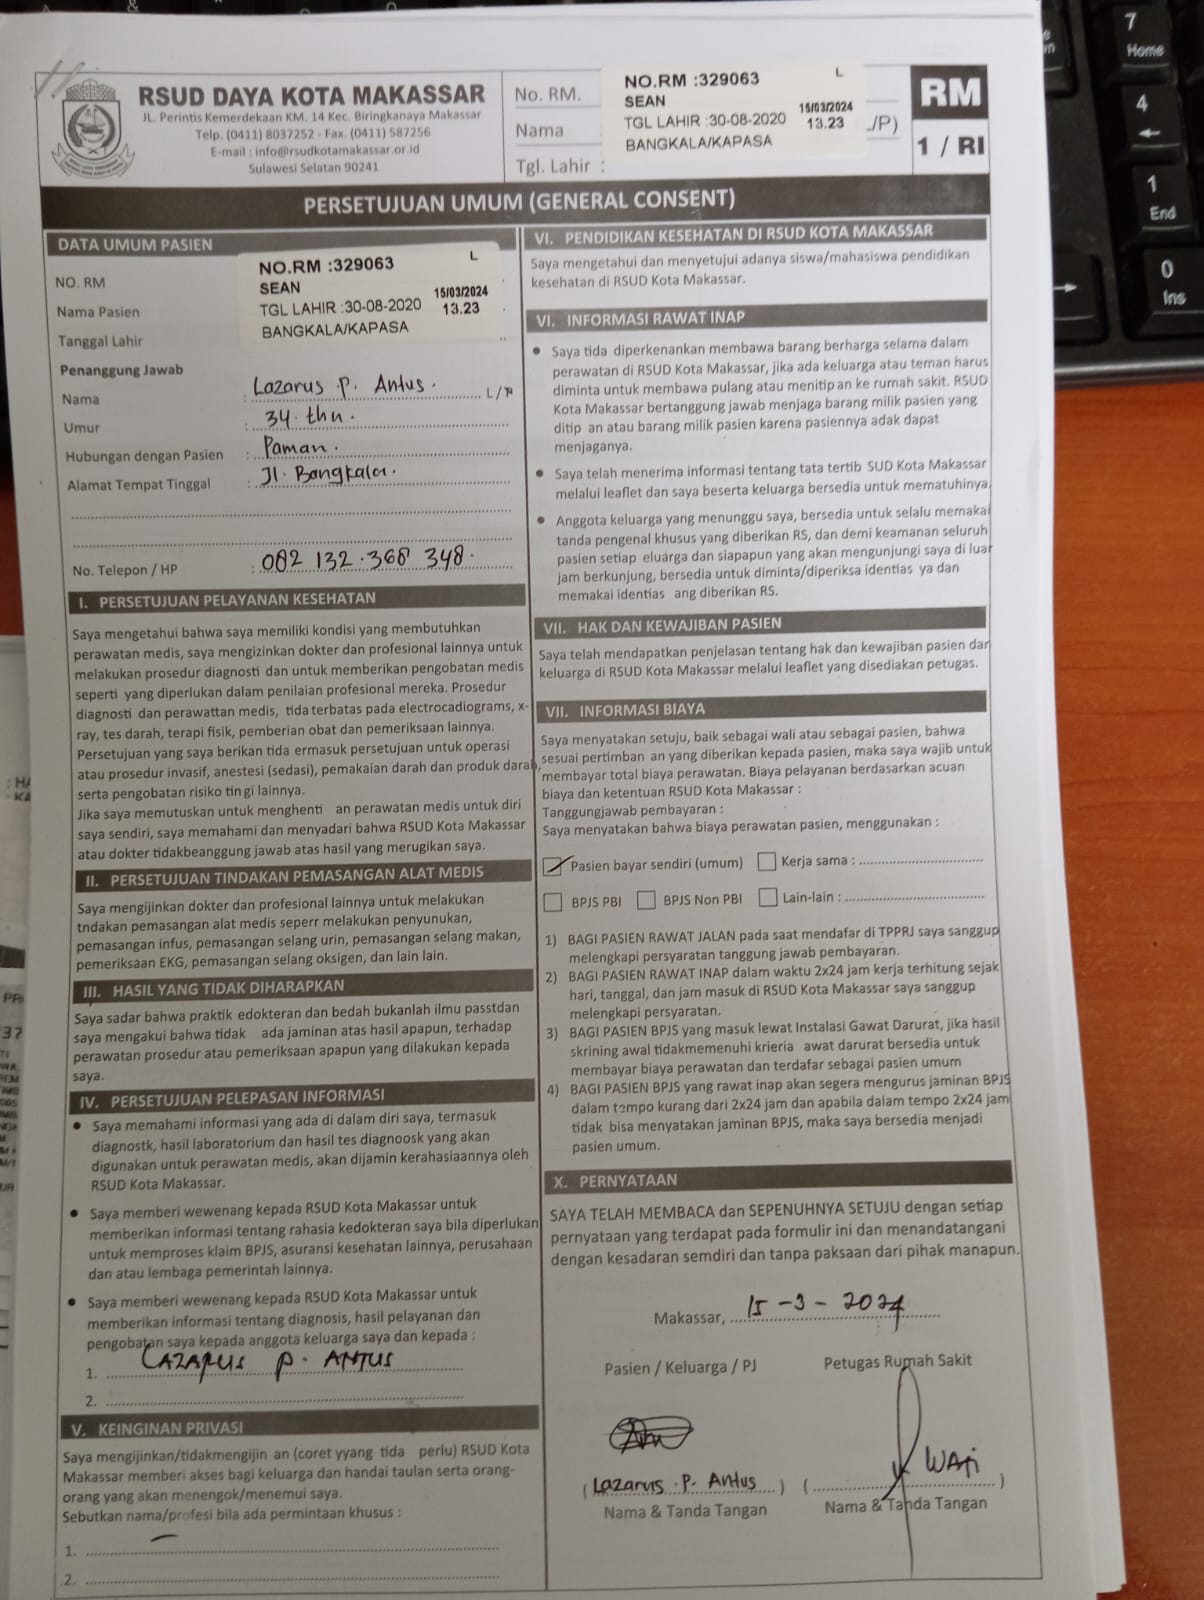 RSUD DAYA KOTA MAKASSAR
JL. Perintis Kemerdekaan KM. 14 Kec. Biringkanaya Makassar
Telp. (0411) 8037252 - Fax. (0411) 587256
E-mail : info@rsudkotamakassar.or.id
Sulawesi Selatan 90241
No. RM.
Nama
Tgl. Lahir :
NO.RM :329063 L
SEAN
TGL LAHIR :30-08-2020 15/03/2024
13.23
BANGKALA/KAPASA
/P)
RM
1 / RI
PERSETUJUAN UMUM (GENERAL CONSENT)
DATA UMUM PASIEN
NO. RM
Nama Pasien
Tanggal Lahir
NO.RM :329063 L
SEAN
TGL LAHIR :30-08-2020 15/03/2024
13.23
BANGKALA/KAPASA
Penanggung Jawab
Nama : Lazarus P. Antus. L/P
Umur : 34 thn.
Hubungan dengan Pasien : Paman.
Alamat Tempat Tinggal : Jl. Bangkala.
No. Telepon / HP : 082 132 368 348.
I. PERSETUJUAN PELAYANAN KESEHATAN
Saya mengetahui bahwa saya memiliki kondisi yang membutuhkan
perawatan medis, saya mengizinkan dokter dan profesional lainnya untuk
melakukan prosedur diagnosti dan untuk memberikan pengobatan medis
seperti yang diperlukan dalam penilaian profesional mereka. Prosedur
diagnosti dan perawattan medis, tida terbatas pada electrocadiograms, x-
ray, tes darah, terapi fisik, pemberian obat dan pemeriksaan lainnya.
Persetujuan yang saya berikan tida ermasuk persetujuan untuk operasi
atau prosedur invasif, anestesi (sedasi), pemakaian darah dan produk darah,
serta pengobatan risiko tin gi lainnya.
Jika saya memutuskan untuk menghenti an perawatan medis untuk diri
saya sendiri, saya memahami dan menyadari bahwa RSUD Kota Makassar
atau dokter tidakbeanggung jawab atas hasil yang merugikan saya.
II. PERSETUJUAN TINDAKAN PEMASANGAN ALAT MEDIS
Saya mengijinkan dokter dan profesional lainnya untuk melakukan
tndakan pemasangan alat medis seperr melakukan penyunukan,
pemasangan infus, pemasangan selang urin, pemasangan selang makan,
pemeriksaan EKG, pemasangan selang oksigen, dan lain lain.
III. HASIL YANG TIDAK DIHARAPKAN
Saya sadar bahwa praktik edokteran dan bedah bukanlah ilmu passtdan
saya mengakui bahwa tidak ada jaminan atas hasil apapun, terhadap
perawatan prosedur atau pemeriksaan apapun yang dilakukan kepada
saya.
IV. PERSETUJUAN PELEPASAN INFORMASI
• Saya memahami informasi yang ada di dalam diri saya, termasuk
diagnostk, hasil laboratorium dan hasil tes diagnoosk yang akan
digunakan untuk perawatan medis, akan dijamin kerahasiaannya oleh
RSUD Kota Makassar.
• Saya memberi wewenang kepada RSUD Kota Makassar untuk
memberikan informasi tentang rahasia kedokteran saya bila diperlukan
untuk memproses klaim BPJS, asuransi kesehatan lainnya, perusahaan
dan atau lembaga pemerintah lainnya.
• Saya memberi wewenang kepada RSUD Kota Makassar untuk
memberikan informasi tentang diagnosis, hasil pelayanan dan
pengobatan saya kepada anggota keluarga saya dan kepada :
1. LAZARUS P. ANTUS
2.
V. KEINGINAN PRIVASI
Saya mengijinkan/tidakmengijin an (coret yyang tida perlu) RSUD Kota
Makassar memberi akses bagi keluarga dan handai taulan serta orang-
orang yang akan menengok/menemui saya.
Sebutkan nama/profesi bila ada permintaan khusus :
1.
2.
VI. PENDIDIKAN KESEHATAN DI RSUD KOTA MAKASSAR
Saya mengetahui dan menyetujui adanya siswa/mahasiswa pendidikan
kesehatan di RSUD Kota Makassar.
VI. INFORMASI RAWAT INAP
• Saya tida diperkenankan membawa barang berharga selama dalam
perawatan di RSUD Kota Makassar, jika ada keluarga atau teman harus
diminta untuk membawa pulang atau menitipan ke rumah sakit. RSUD
Kota Makassar bertanggung jawab menjaga barang milik pasien yang
ditip an atau barang milik pasien karena pasiennya adak dapat
menjaganya.
• Saya telah menerima informasi tentang tata tertib SUD Kota Makassar
melalui leaflet dan saya beserta keluarga bersedia untuk mematuhinya.
• Anggota keluarga yang menunggu saya, bersedia untuk selalu memakai
tanda pengenal khusus yang diberikan RS, dan demi keamanan seluruh
pasien setiap eluarga dan siapapun yang akan mengunjungi saya di luar
jam berkunjung, bersedia untuk diminta/diperiksa identias ya dan
memakai identias ang diberikan RS.
VII. HAK DAN KEWAJIBAN PASIEN
Saya telah mendapatkan penjelasan tentang hak dan kewajiban pasien dar
keluarga di RSUD Kota Makassar melalui leaflet yang disediakan petugas.
VII. INFORMASI BIAYA
Saya menyatakan setuju, baik sebagai wali atau sebagai pasien, bahwa
sesuai pertimban an yang diberikan kepada pasien, maka saya wajib untuk
membayar total biaya perawatan. Biaya pelayanan berdasarkan acuan
biaya dan ketentuan RSUD Kota Makassar :
Tanggungjawab pembayaran :
Saya menyatakan bahwa biaya perawatan pasien, menggunakan :
Pasien bayar sendiri (umum) Kerja sama :
BPJS PBI BPJS Non PBI Lain-lain :
1) BAGI PASIEN RAWAT JALAN pada saat mendafar di TPPRJ saya sanggup
melengkapi persyaratan tanggung jawab pembayaran.
2) BAGI PASIEN RAWAT INAP dalam waktu 2x24 jam kerja terhitung sejak
hari, tanggal, dan jam masuk di RSUD Kota Makassar saya sanggup
melengkapi persyaratan.
3) BAGI PASIEN BPJS yang masuk lewat Instalasi Gawat Darurat, jika hasil
skrining awal tidakmemenuhi krieria awat darurat bersedia untuk
membayar biaya perawatan dan terdafar sebagai pasien umum
4) BAGI PASIEN BPJS yang rawat inap akan segera mengurus jaminan BPJS
dalam tempo kurang dari 2x24 jam dan apabila dalam tempo 2x24 jam
tidak bisa menyatakan jaminan BPJS, maka saya bersedia menjadi
pasien umum.
X. PERNYATAAN
SAYA TELAH MEMBACA dan SEPENUHNYA SETUJU dengan setiap
pernyataan yang terdapat pada formulir ini dan menandatangani
dengan kesadaran semdiri dan tanpa paksaan dari pihak manapun.
Makassar, 15 - 3 - 2024
Pasien / Keluarga / PJ Petugas Rumah Sakit
(Lazarus P. Antus) (WATI)
Nama & Tanda Tangan Nama & Tanda Tangan
7
Home
4
1
End
0
Ins